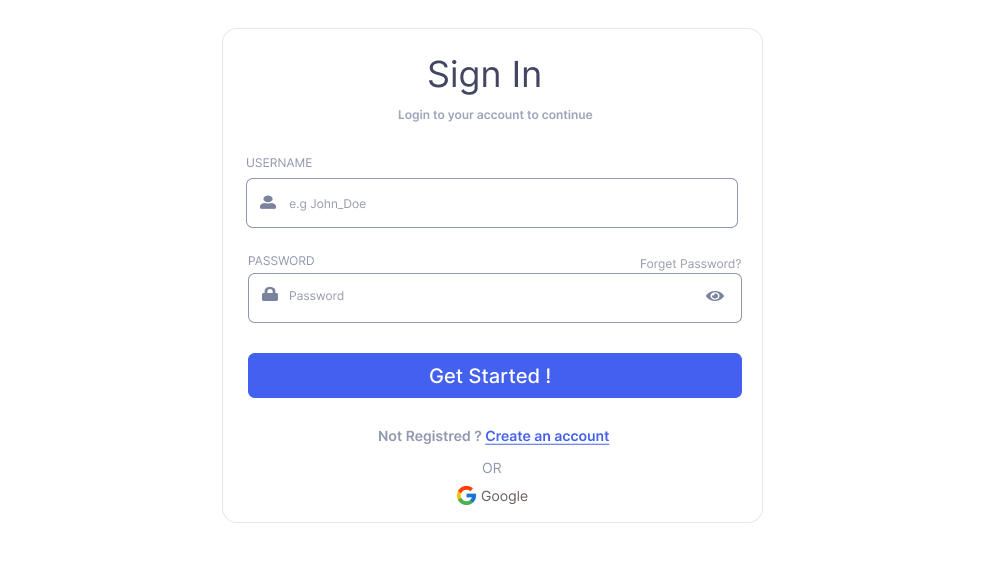 Sign In
Login to your account to continue
USERNAME
e.g John_Doe
PASSWORD
Forget Password?
Password
Get Started !
Not Registred ? Create an account
OR
Google